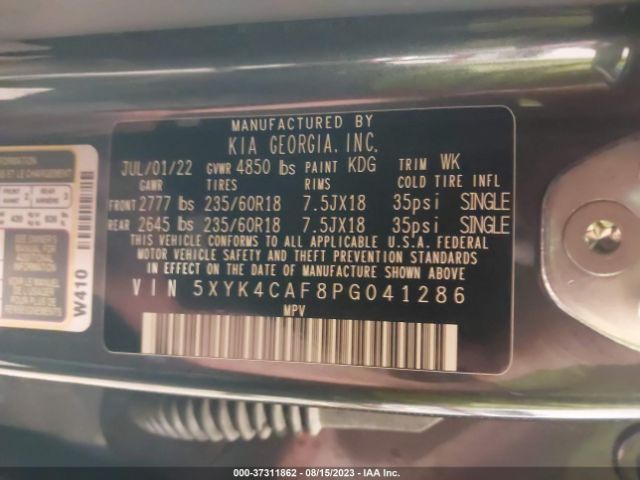 MANUFACTURED BY
KIA GEORGIA. INC.
JUL/01/22 GVWR 4850 lbs PAINT KDG TRIM WK
GAWR TIRES RIMS COLD TIRE INFL
FRONT 2777 lbs 235/60R18 7.5JX18 35psi SINGLE
REAR 2645 lbs 235/60R18 7.5JX18 35psi SINGLE
THIS VEHICLE CONFORMS TO ALL APPLICABLE U.S.A. FEDERAL
MOTOR VEHICLE SAFETY AND THEFT PREVENTION STANDARDS
IN EFFECT ON THE DATE OF MANUFACTURE SHOWN ABOVE
VIN 5XYK4CAF8PG041286
MPV
W410
000-37311862 - 08/15/2023 - IAA Inc.